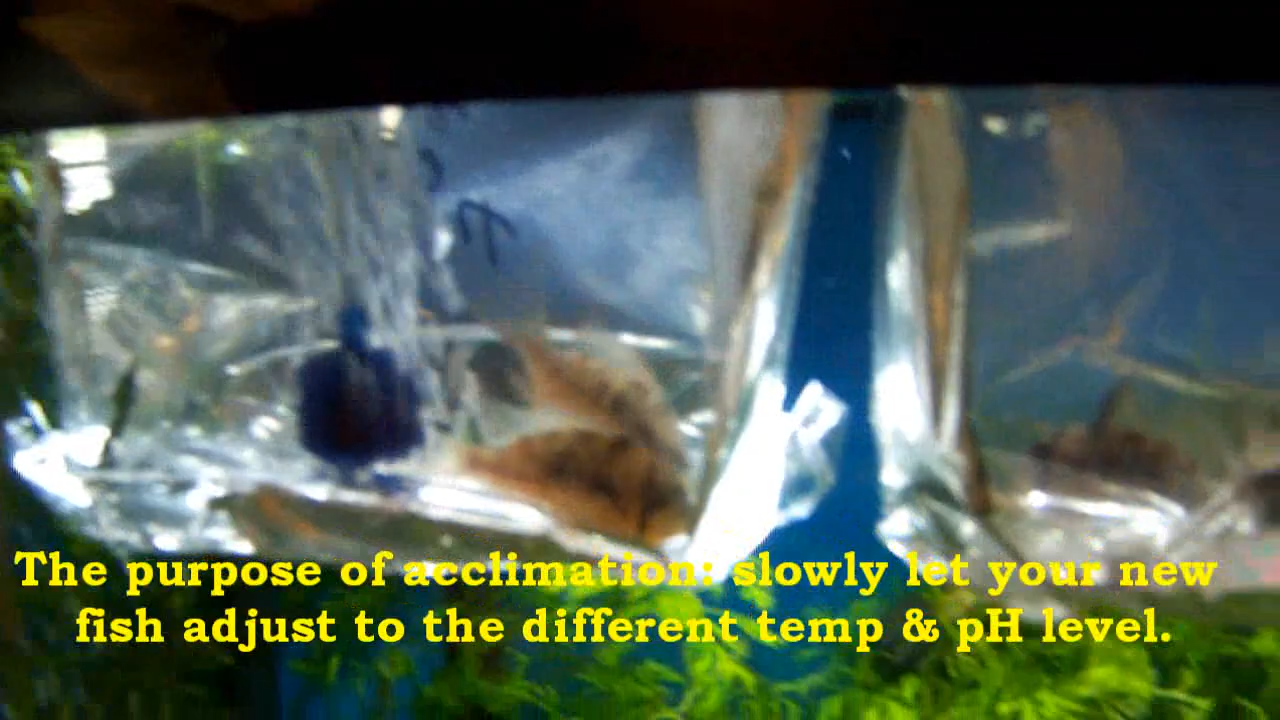 The purpose of acclimation: slowly let your new
fish adjust to the different temp & pH level.